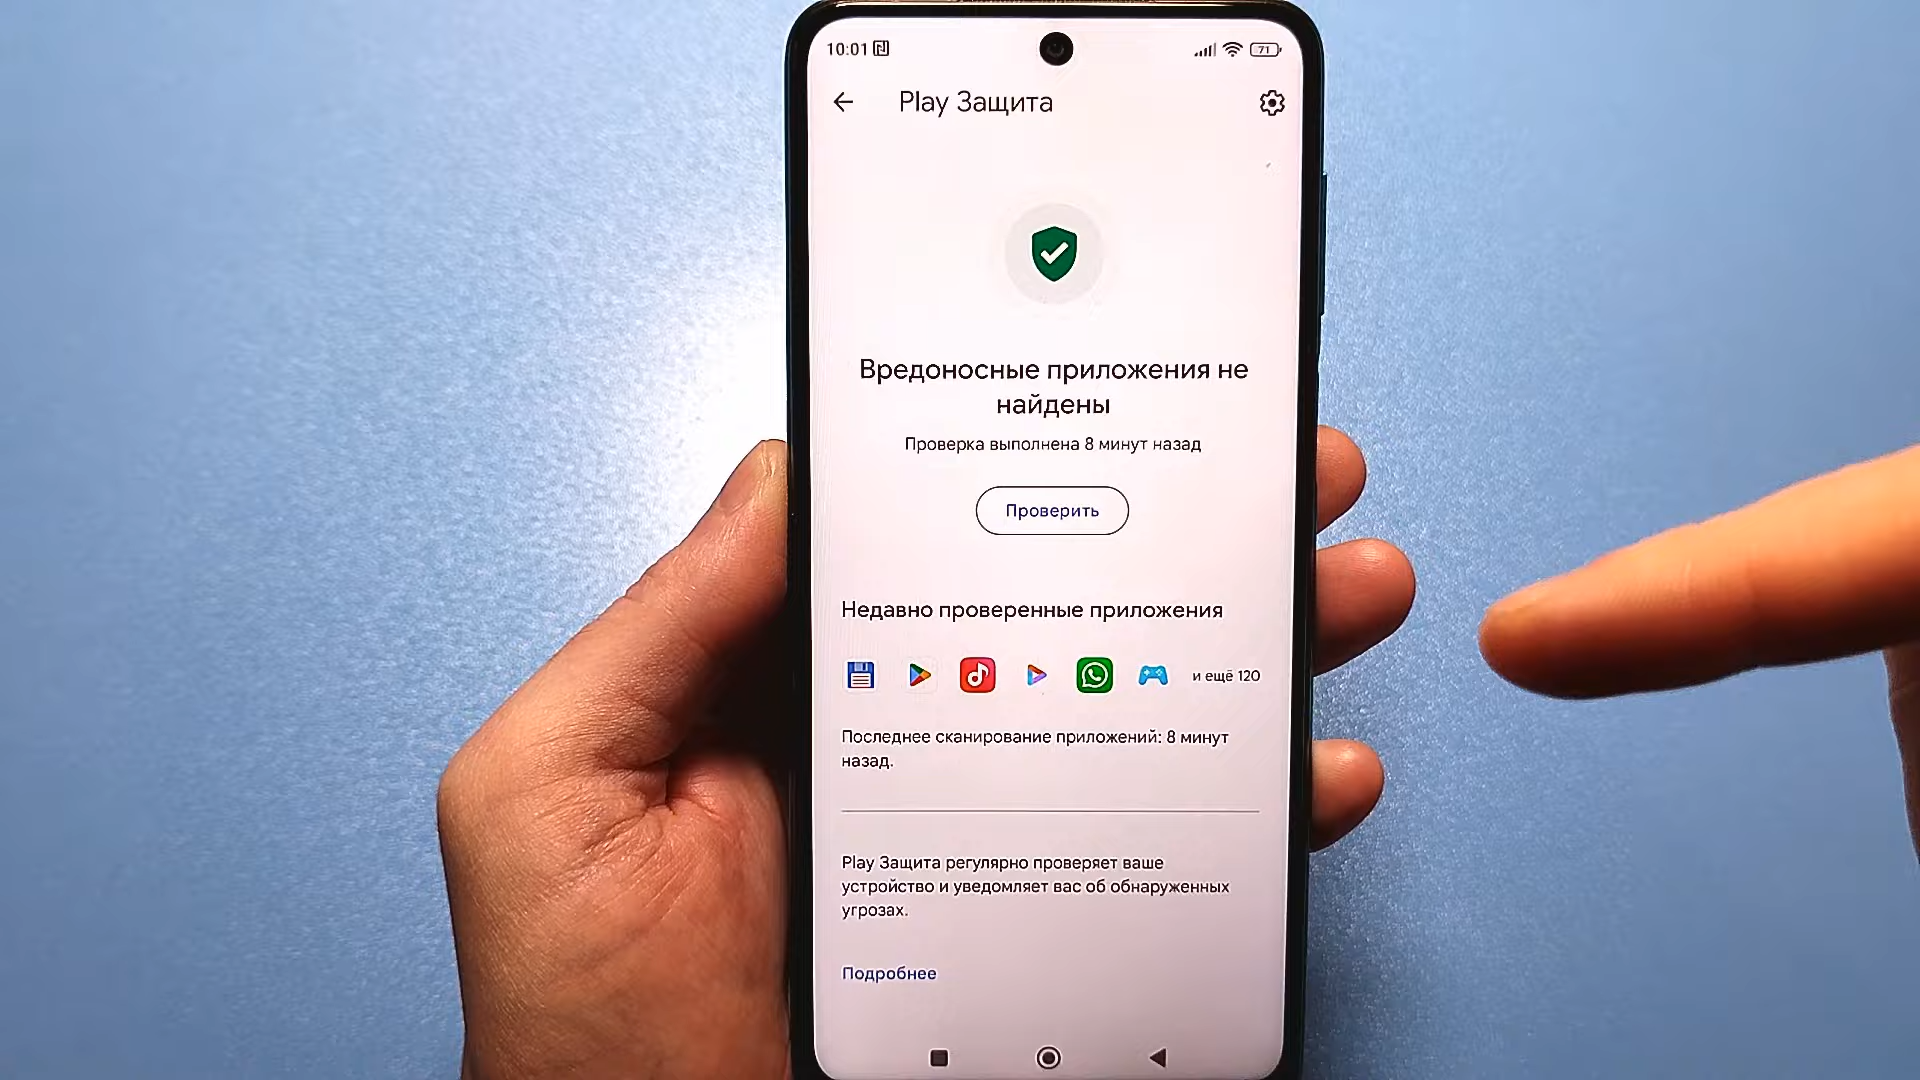 10:01
71
Play Защита
Вредоносные приложения не
найдены
Проверка выполнена 8 минут назад
Проверить
Недавно проверенные приложения
и ещё 120
Последнее сканирование приложений: 8 минут
назад.
Play Защита регулярно проверяет ваше
устройство и уведомляет вас об обнаруженных
угрозах.
Подробнее